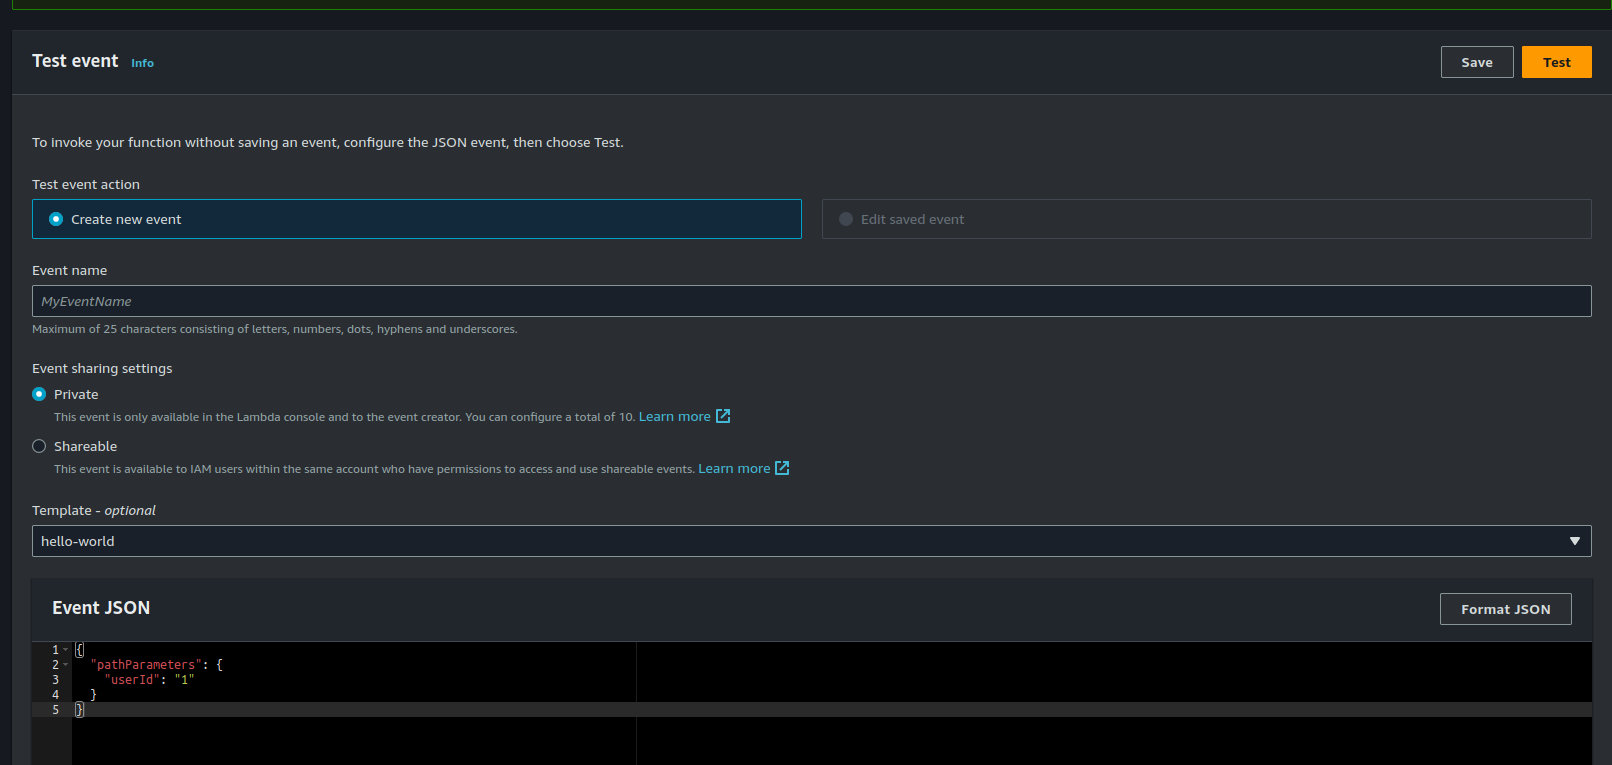 Test event Info Save Test
To invoke your function without saving an event, configure the JSON event, then choose Test.
Test event action
Create new event Edit saved event
Event name
MyEventName
Maximum of 25 characters consisting of letters, numbers, dots, hyphens and underscores.
Event sharing settings
Private
This event is only available in the Lambda console and to the event creator. You can configure a total of 10. Learn more
Shareable
This event is available to IAM users within the same account who have permissions to access and use shareable events. Learn more
Template - optional
hello-world
Event JSON Format JSON
1 {
2 "pathParameters": {
3 "userId": "1"
4 }
5 }